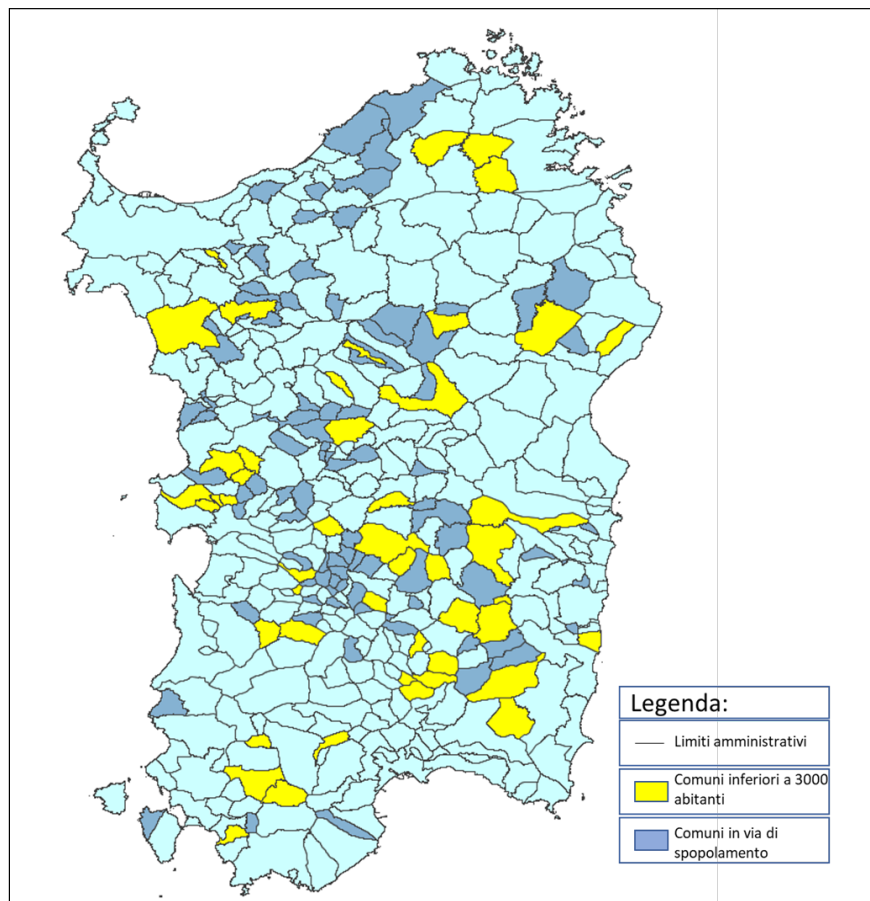 Legenda:
Limiti amministrativi
Comuni inferiori a 3000
abitanti
Comuni in via di
spopolamento